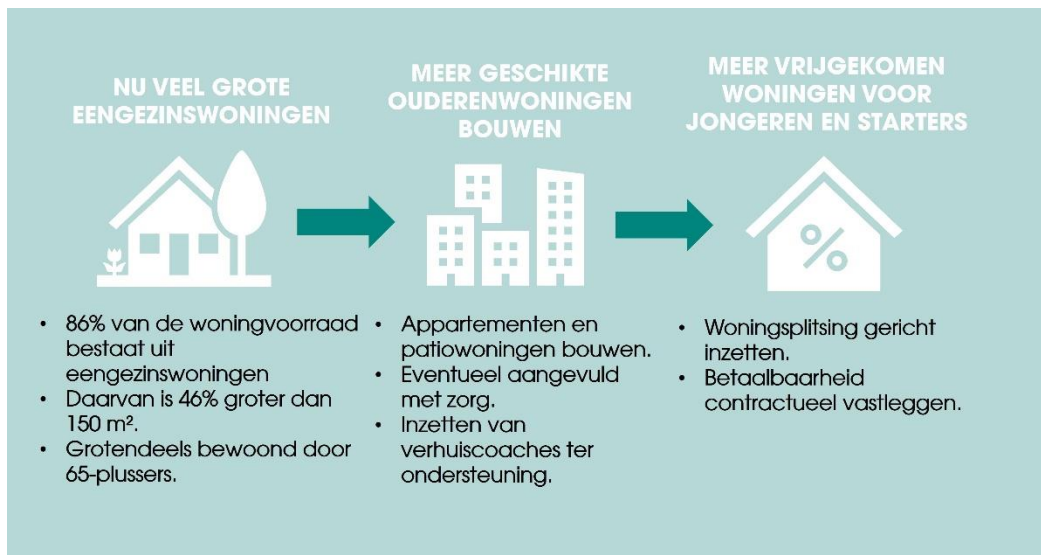 NU VEEL GROTE
EENGEZINSWONINGEN
• 86% van de woningvoorraad
bestaat uit
eengezinswoningen
• Daarvan is 46% groter dan
150 m².
• Grotendeels bewoond door
65-plussers.
MEER GESCHIKTE
OUDERENWONINGEN
BOUWEN
• Appartementen en
patiowoningen bouwen.
• Eventueel aangevuld
met zorg.
• Inzetten van
verhuiscoaches ter
ondersteuning.
MEER VRIJGEKOMEN
WONINGEN VOOR
JONGEREN EN STARTERS
%
• Woningsplitsing gericht
inzetten.
• Betaalbaarheid
contractueel vastleggen.